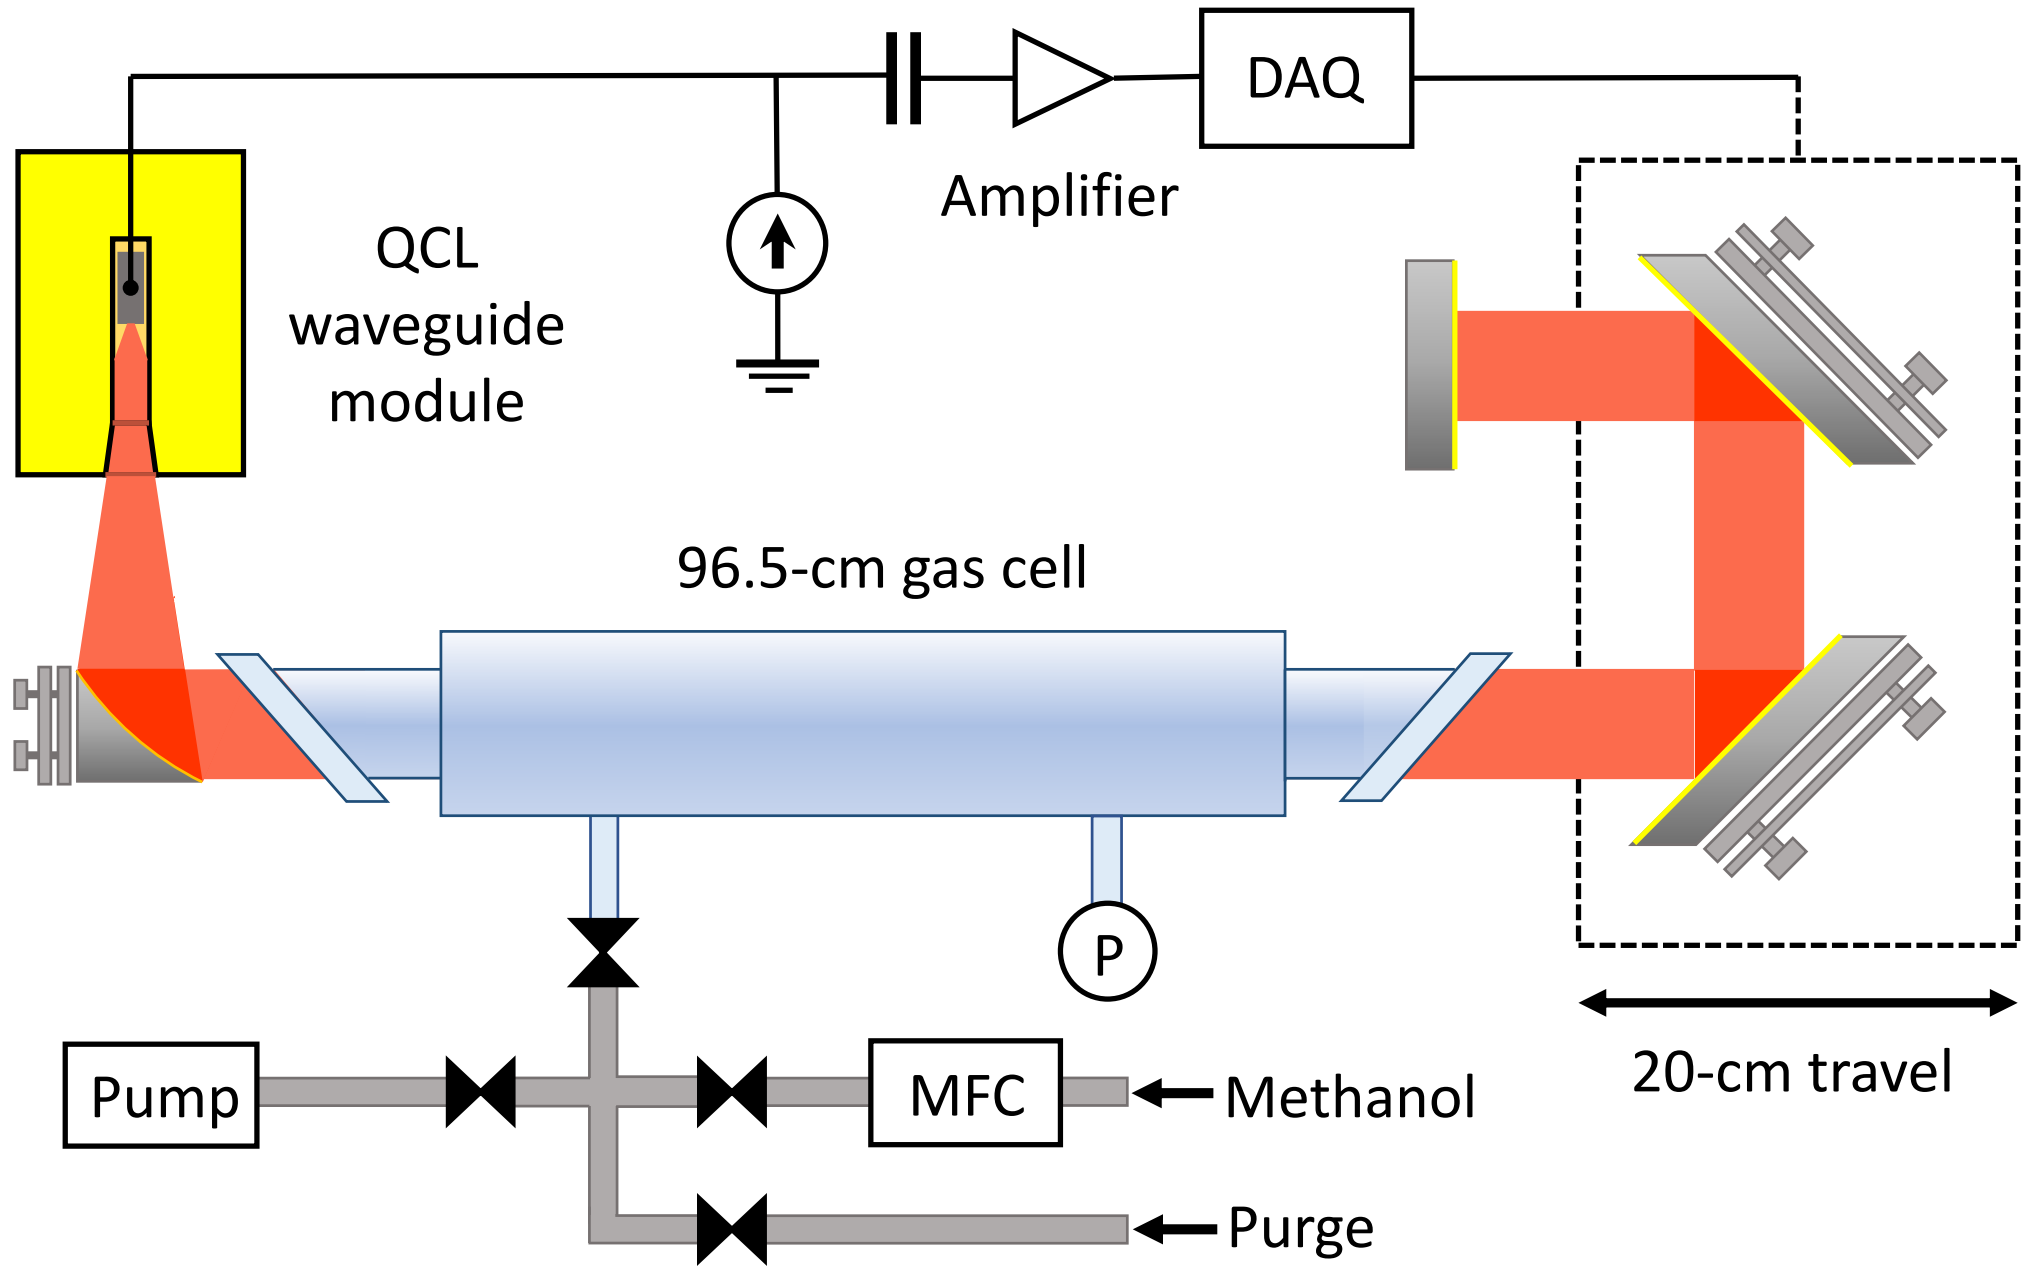 DAQ
Amplifier
QCL
waveguide
module
96.5-cm gas cell
P
20-cm travel
Pump
MFC
Methanol
Purge